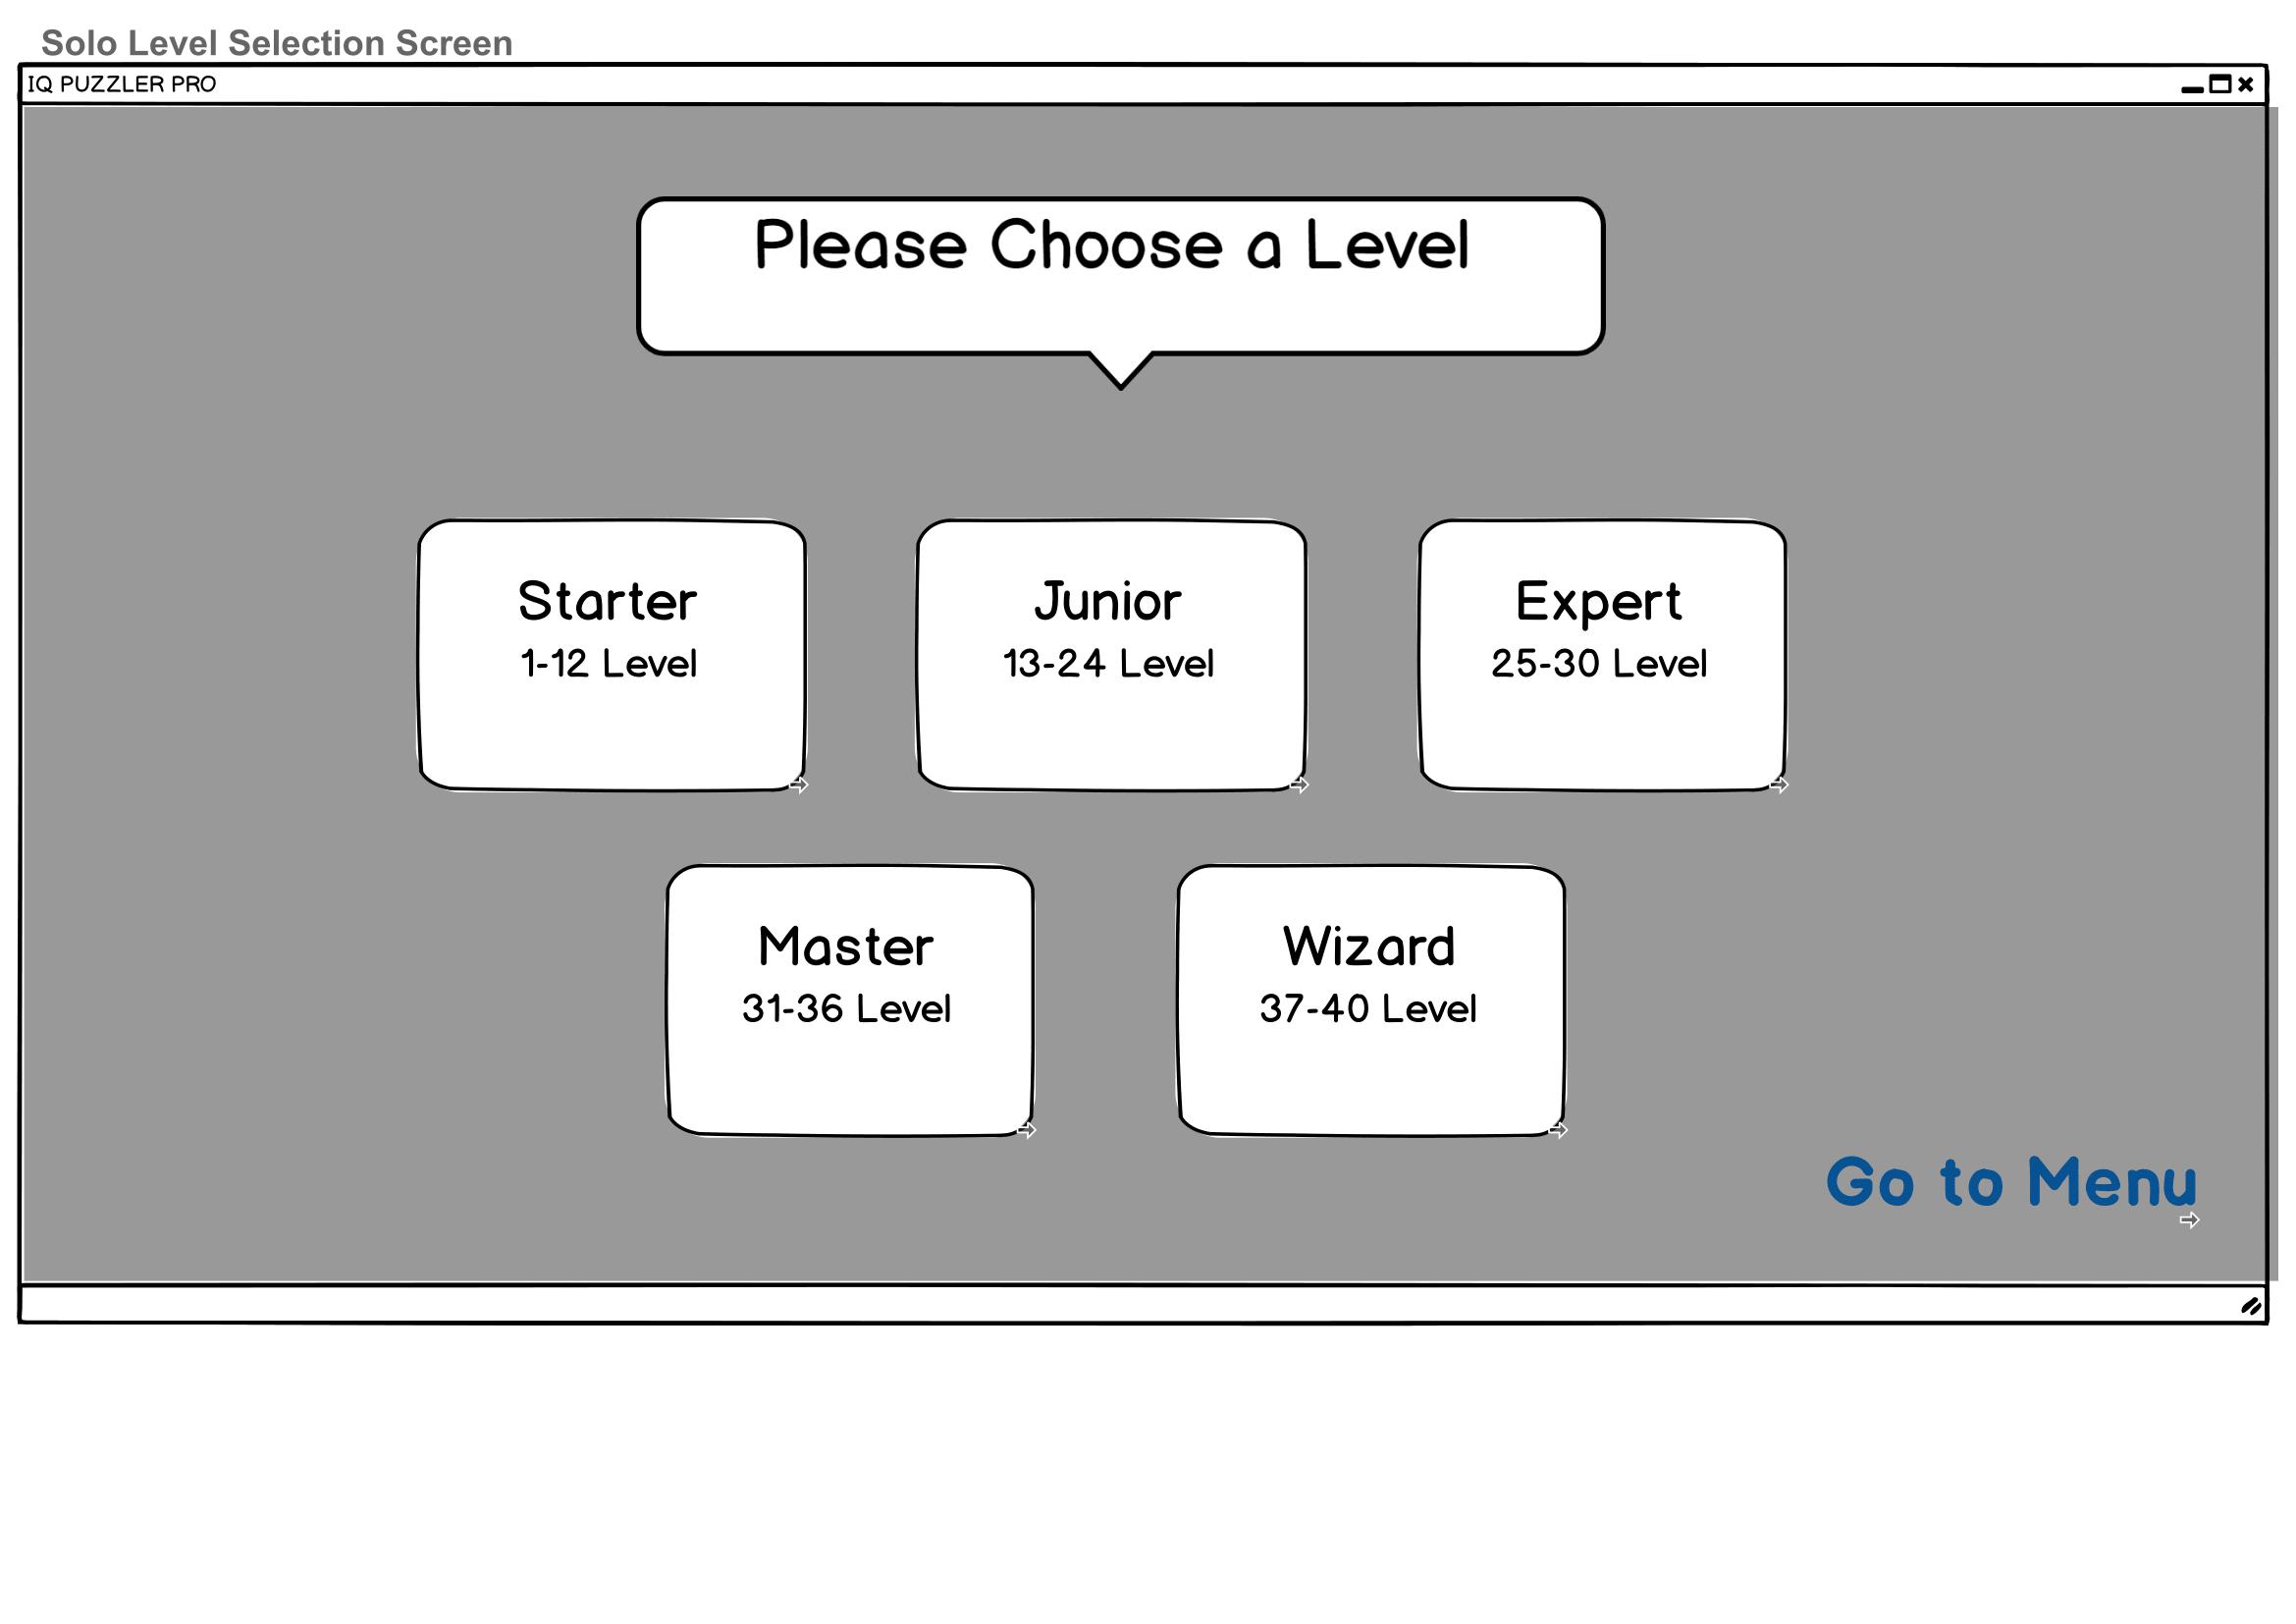 Solo Level Selection Screen
IQ PUZZLER PRO
Please Choose a Level
Starter
1-12 Level
Junior
13-24 Level
Expert
25-30 Level
Master
31-36 Level
Wizard
37-40 Level
Go to Menu